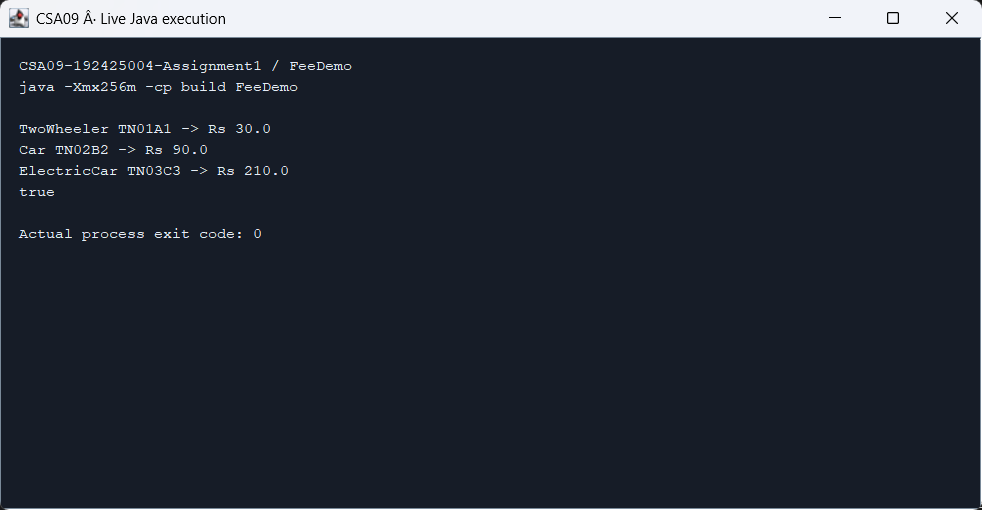 CSA09 Â· Live Java execution
CSA09-192425004-Assignment1 / FeeDemo
java -Xmx256m -cp build FeeDemo
TwoWheeler TN01A1 -> Rs 30.0
Car TN02B2 -> Rs 90.0
ElectricCar TN03C3 -> Rs 210.0
true
Actual process exit code: 0